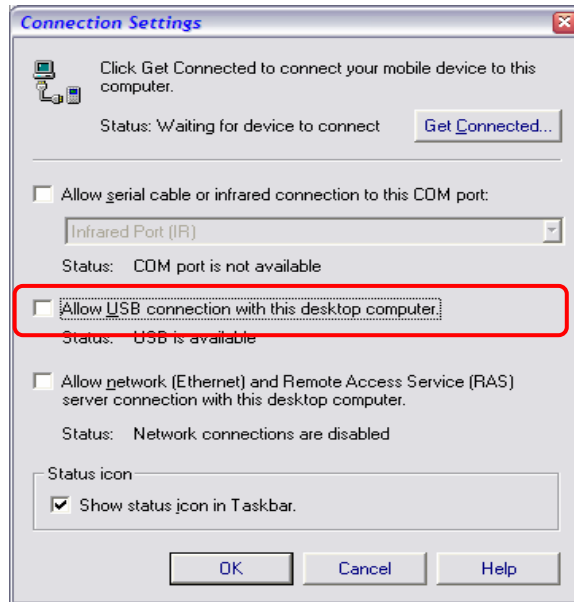 Connection Settings
Click Get Connected to connect your mobile device to this
computer.
Status: Waiting for device to connect
Get Connected...
Allow serial cable or infrared connection to this COM port:
Infrared Port (IR)
Status: COM port is not available
Allow USB connection with this desktop computer.
Status: USB is available
Allow network (Ethernet) and Remote Access Service (RAS)
server connection with this desktop computer.
Status: Network connections are disabled
Status icon
Show status icon in Taskbar.
OK
Cancel
Help